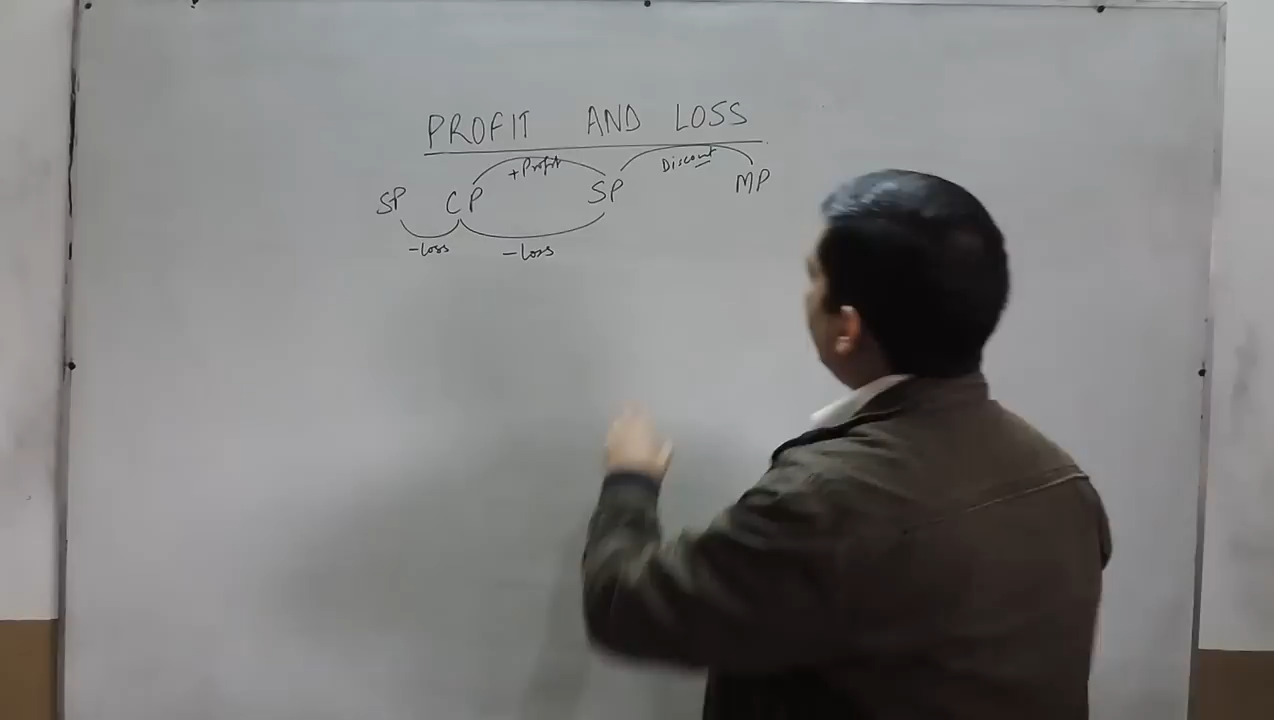 PROFIT AND LOSS
+ Profit Discount
SP CP SP MP
- Loss - Loss